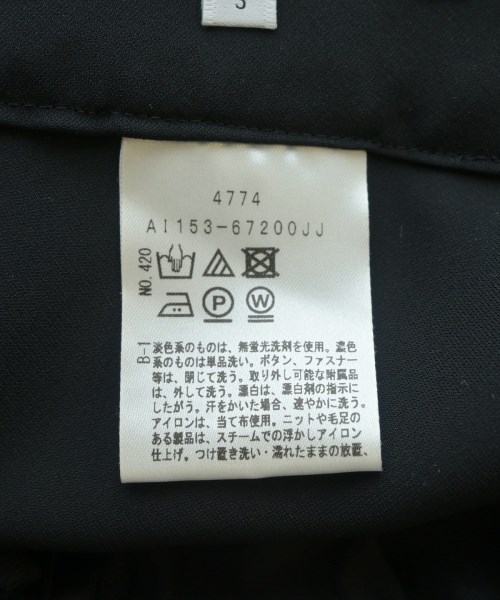 3
4774
AI153-67200JJ
NO.420
P W
B-1
淡色系のものは、無蛍光洗剤を使用。濃色
系のものは単品洗い。ボタン、ファスナー
等は、閉じて洗う。取り外し可能な附属品
は、外して洗う。漂白は、漂白剤の指示に
したがう。汗をかいた場合、速やかに洗う。
アイロンは、当て布使用。ニットや毛足の
ある製品は、スチームでの浮かしアイロン
仕上げ。つけ置き洗い・濡れたままの放置、